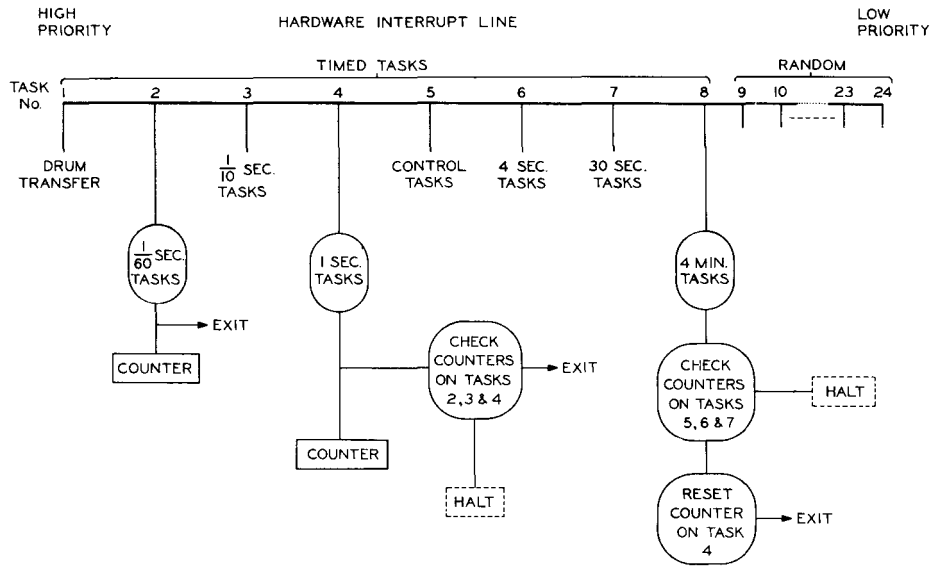 HIGH
PRIORITY
HARDWARE INTERRUPT LINE
LOW
PRIORITY
TIMED TASKS
RANDOM
TASK
No.
1 2 3 4 5 6 7 8 9 10 23 24
DRUM
TRANSFER
1/10 SEC.
TASKS
CONTROL
TASKS
4 SEC.
TASKS
30 SEC.
TASKS
1/60 SEC.
TASKS
EXIT
COUNTER
1 SEC.
TASKS
CHECK
COUNTERS
ON TASKS
2, 3 & 4
EXIT
COUNTER
HALT
4 MIN.
TASKS
CHECK
COUNTERS
ON TASKS
5, 6 & 7
HALT
RESET
COUNTER
ON TASK
4
EXIT